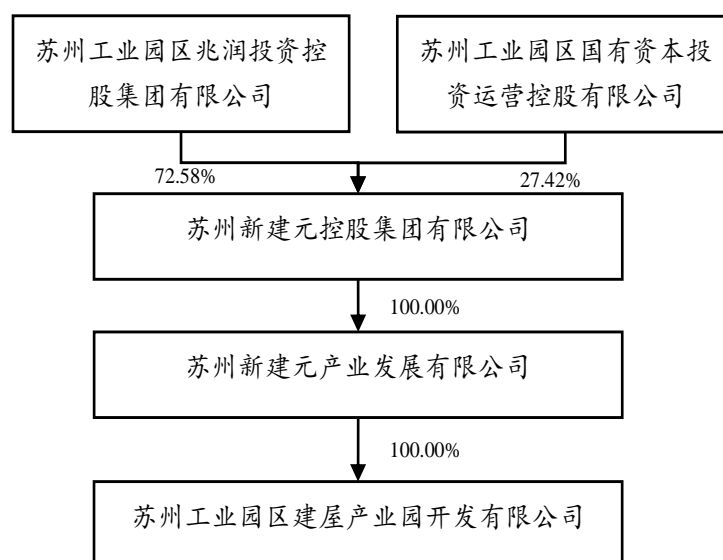 苏州工业园区兆润投资控
股集团有限公司
苏州工业园区国有资本投
资运营控股有限公司
72.58%
27.42%
苏州新建元控股集团有限公司
100.00%
苏州新建元产业发展有限公司
100.00%
苏州工业园区建屋产业园开发有限公司